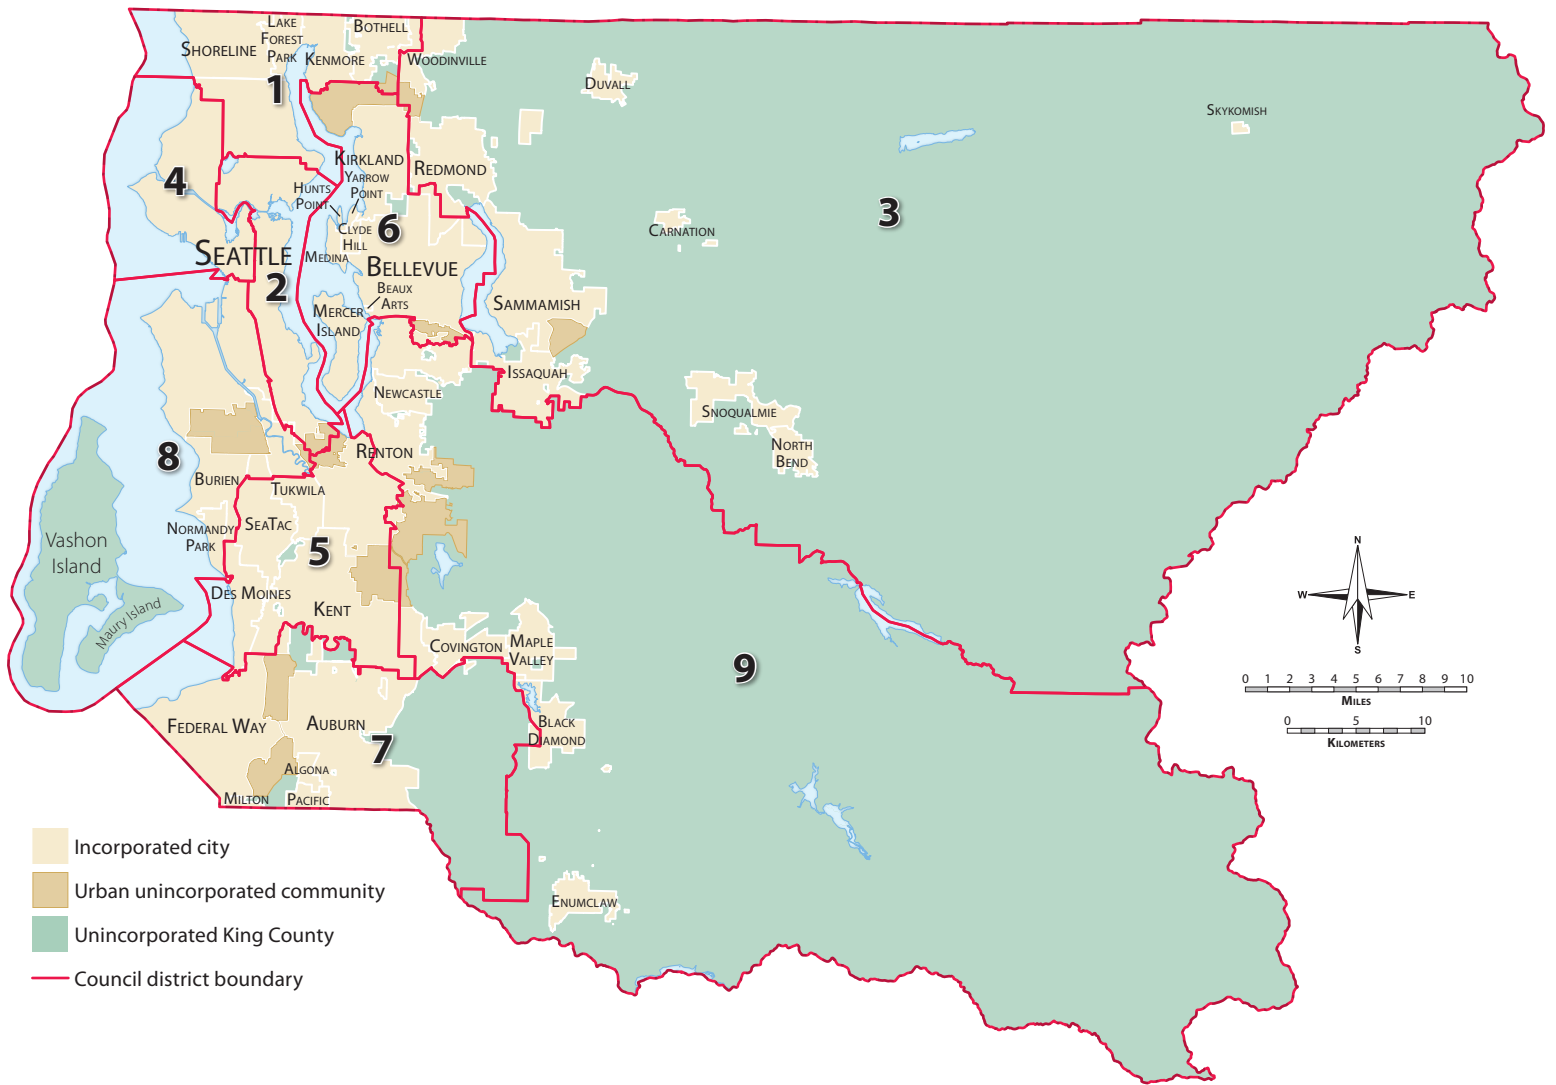 LAKE
FOREST
PARK
BOTHELL
SHORELINE
KENMORE
WOODINVILLE
1
DUVALL
SKYKOMISH
KIRKLAND
REDMOND
YARROW
POINT
HUNTS
POINT
4
3
CLYDE
HILL
6
CARNATION
SEATTLE
MEDINA
BELLEVUE
2
BEAUX
ARTS
MERCER
ISLAND
SAMMAMISH
ISSAQUAH
NEWCASTLE
SNOQUALMIE
NORTH
BEND
RENTON
8
BURIEN
TUKWILA
SEATAC
NORMANDY
PARK
Vashon
Island
5
DES MOINES
KENT
Maury Island
COVINGTON
MAPLE
VALLEY
9
FEDERAL WAY
AUBURN
BLACK
DIAMOND
7
ALGONA
MILTON
PACIFIC
ENUMCLAW
N
W E
S
0 1 2 3 4 5 6 7 8 9 10
MILES
0 5 10
KILOMETERS
Incorporated city
Urban unincorporated community
Unincorporated King County
Council district boundary